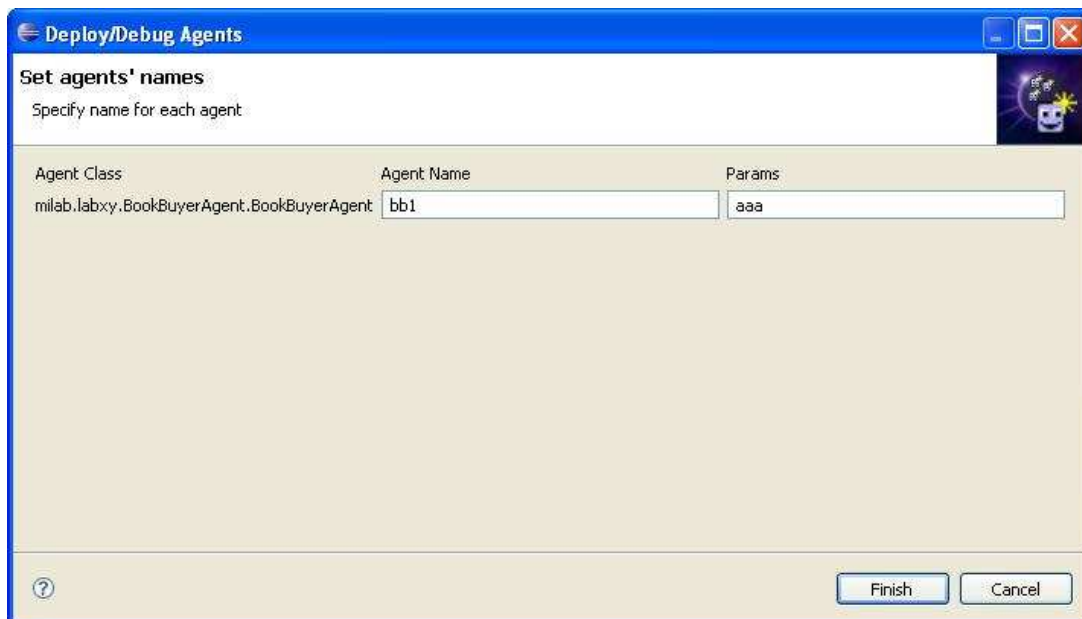 Deploy/Debug Agents
Set agents' names
Specify name for each agent
Agent Class Agent Name Params
milab.labxy.BookBuyerAgent.BookBuyerAgent bb1 aaa
? Finish Cancel